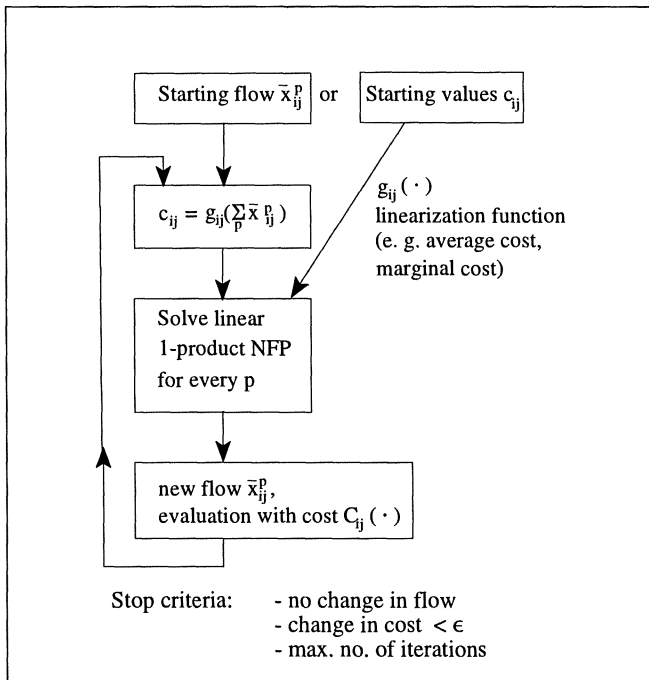 Starting flow x̄ᵖᵢⱼ or Starting values cᵢⱼ
cᵢⱼ = gᵢⱼ(∑ₚ x̄ᵖᵢⱼ)
gᵢⱼ(·)
linearization function
(e. g. average cost,
marginal cost)
Solve linear
1-product NFP
for every p
new flow x̄ᵖᵢⱼ,
evaluation with cost Cᵢⱼ(·)
Stop criteria: - no change in flow
- change in cost < ϵ
- max. no. of iterations